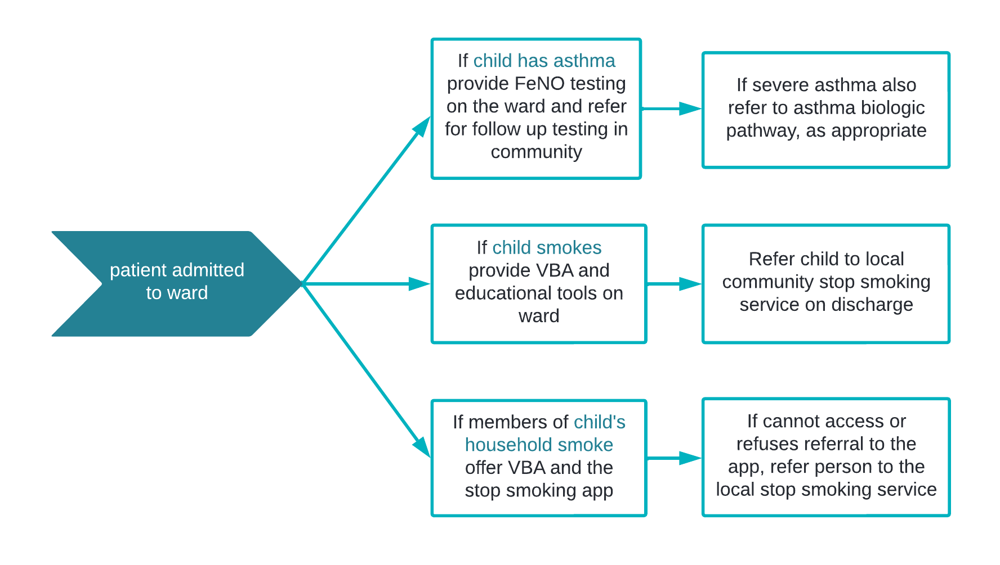 patient admitted
to ward
If child has asthma
provide FeNO testing
on the ward and refer
for follow up testing in
community
If severe asthma also
refer to asthma biologic
pathway, as appropriate
If child smokes
provide VBA and
educational tools on
ward
Refer child to local
community stop smoking
service on discharge
If members of child's
household smoke
offer VBA and the
stop smoking app
If cannot access or
refuses referral to the
app, refer person to the
local stop smoking service